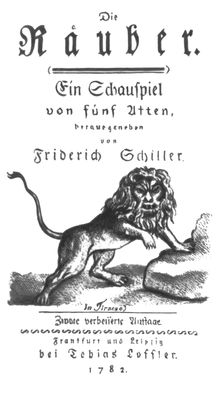 Die
Räuber.
Ein Schauspiel
von fünf Akten,
herausgegeben
von
Friderich Schiller.
in Tirannos
Zwote verbesserte Auflage.
Frankfurt und Leipzig
bei Tobias Löffler.
1782.